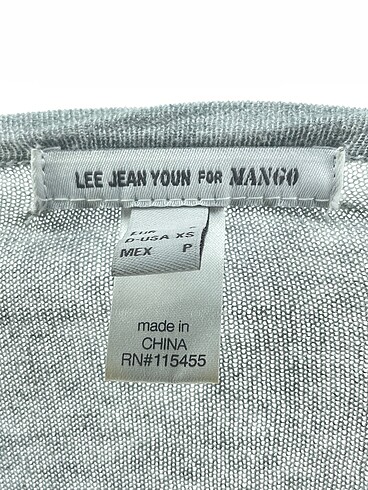 LEE JEAN YOUN FOR MANGO
D-USA XS
MEX P
made in
CHINA
RN#115455